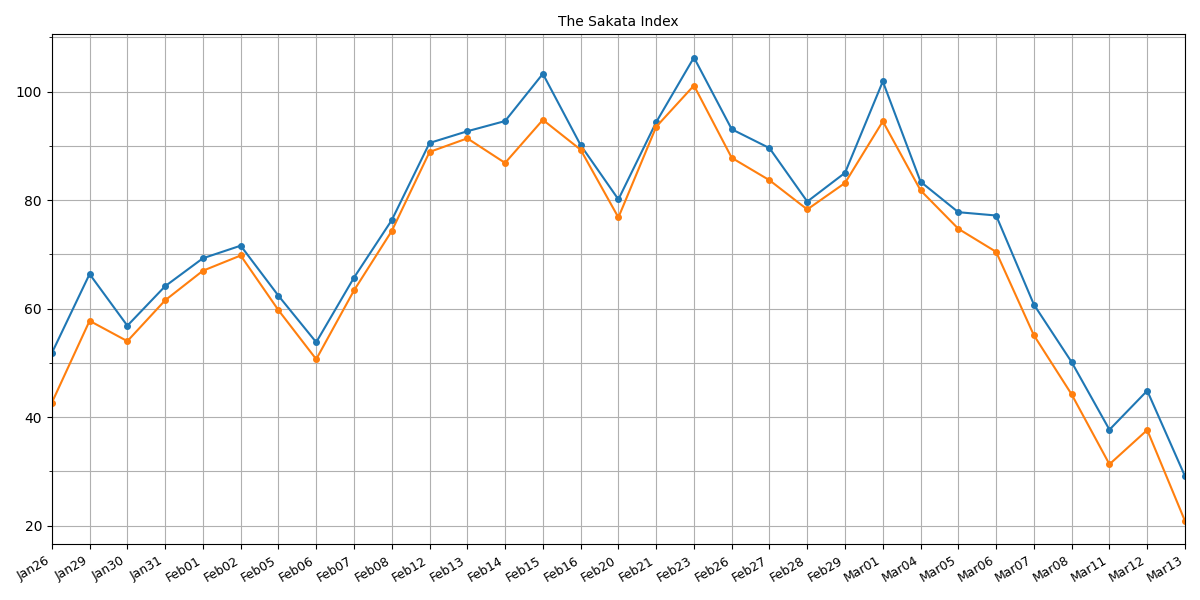 The Sakata Index
100
80
60
40
20
Jan26 Jan29 Jan30 Jan31 Feb01 Feb02 Feb05 Feb06 Feb07 Feb08 Feb12 Feb13 Feb14 Feb15 Feb16 Feb20 Feb21 Feb23 Feb26 Feb27 Feb28 Feb29 Mar01 Mar04 Mar05 Mar06 Mar07 Mar08 Mar11 Mar12 Mar13